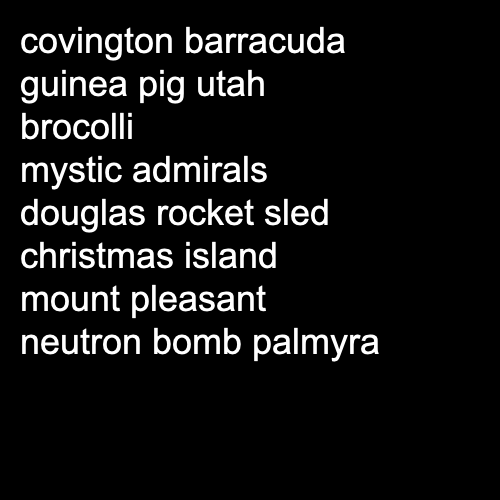 covington barracuda
guinea pig utah
brocolli
mystic admirals
douglas rocket sled
christmas island
mount pleasant
neutron bomb palmyra